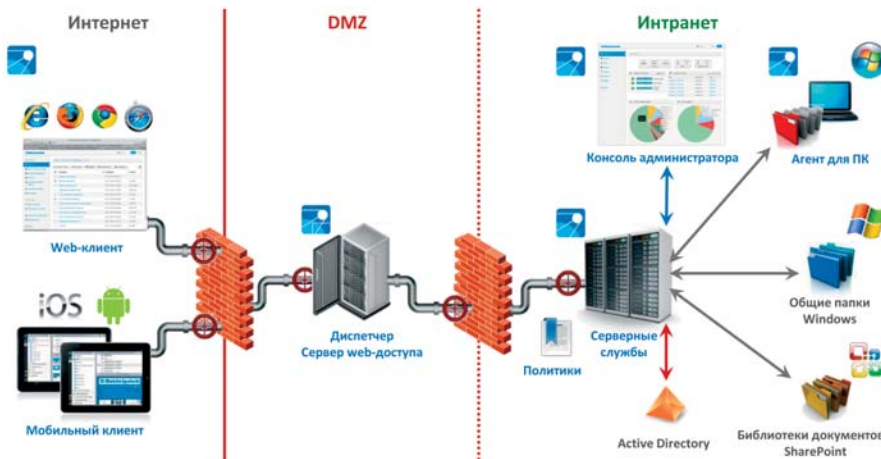 Интернет
DMZ
Интранет
Консоль администратора
Агент для ПК
Web-клиент
iOS
Диспетчер
Сервер web-доступа
Политики
Серверные
службы
Общие папки
Windows
Мобильный клиент
Active Directory
Библиотеки документов
SharePoint